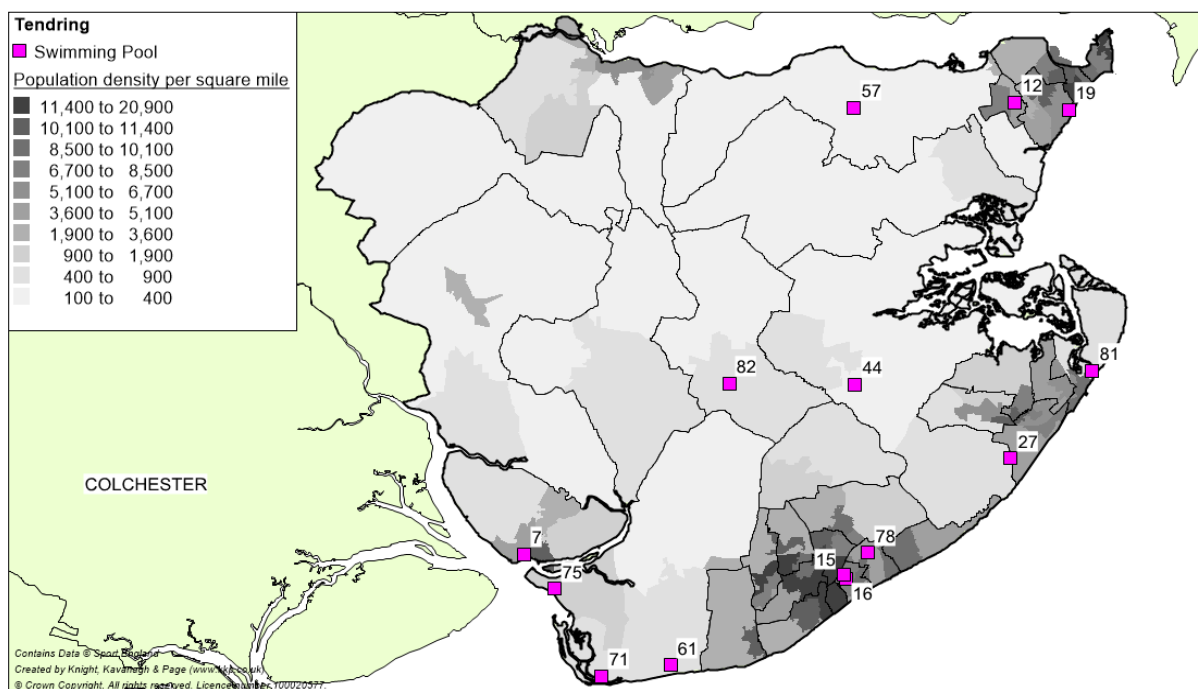 Tendring
Swimming Pool
Population density per square mile
11,400 to 20,900
10,100 to 11,400
8,500 to 10,100
6,700 to 8,500
5,100 to 6,700
3,600 to 5,100
1,900 to 3,600
900 to 1,900
400 to 900
100 to 400
57
12
19
82
44
81
27
COLCHESTER
7
78
15
75
16
61
71
Contains Data © Sport England
Created by Knight, Kavanagh & Page (www.kkp.co.uk)
© Crown Copyright. All rights reserved. Licence number 100020577.